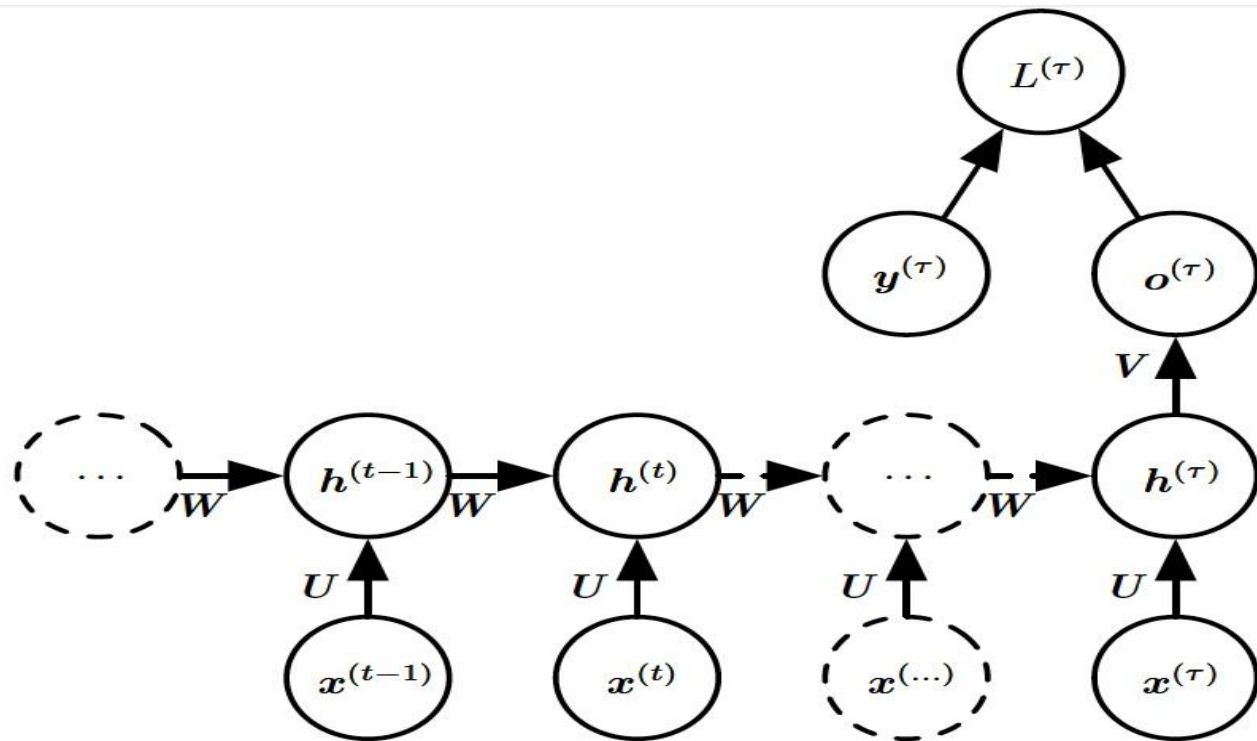 L^{(τ)}
y^{(τ)} o^{(τ)}
V
... h^{(t-1)} h^{(t)} ... h^{(τ)}
W W W W
U U U U
x^{(t-1)} x^{(t)} x^{(...)} x^{(τ)}